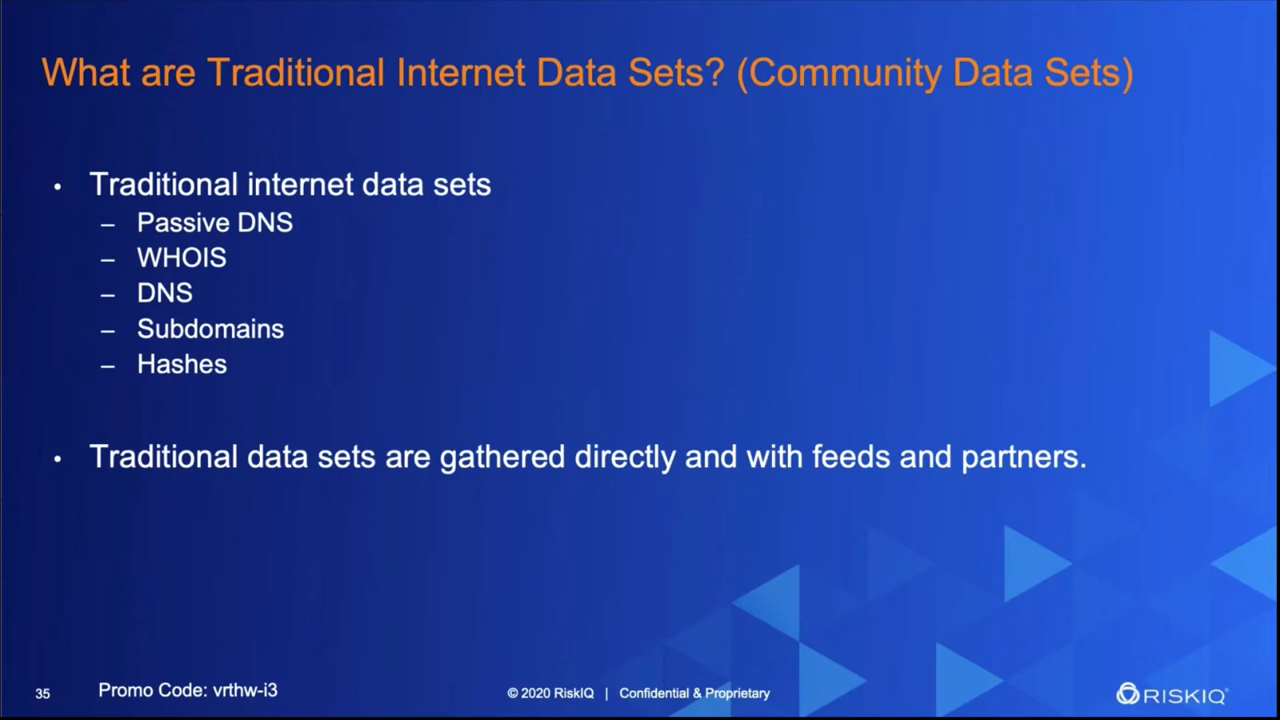 What are Traditional Internet Data Sets? (Community Data Sets)
• Traditional internet data sets
– Passive DNS
– WHOIS
– DNS
– Subdomains
– Hashes
• Traditional data sets are gathered directly and with feeds and partners.
35 Promo Code: vrthw-i3 © 2020 RiskIQ | Confidential & Proprietary RISKIQ